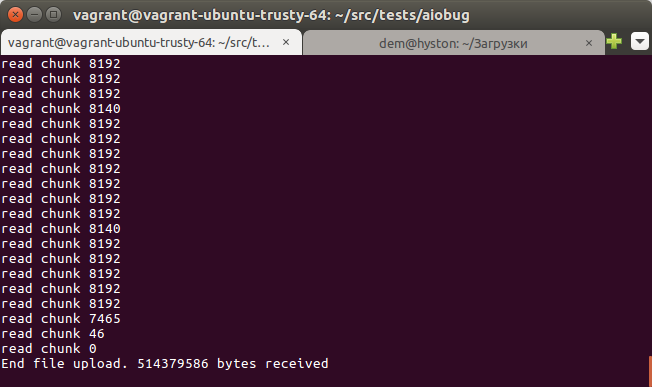 vagrant@vagrant-ubuntu-trusty-64: ~/src/tests/aiobug
vagrant@vagrant-ubuntu-trusty-64: ~/src/t... ×
dem@hyston: ~/Загрузки ×
read chunk 8192
read chunk 8192
read chunk 8192
read chunk 8140
read chunk 8192
read chunk 8192
read chunk 8192
read chunk 8192
read chunk 8192
read chunk 8192
read chunk 8192
read chunk 8140
read chunk 8192
read chunk 8192
read chunk 8192
read chunk 8192
read chunk 8192
read chunk 7465
read chunk 46
read chunk 0
End file upload. 514379586 bytes received